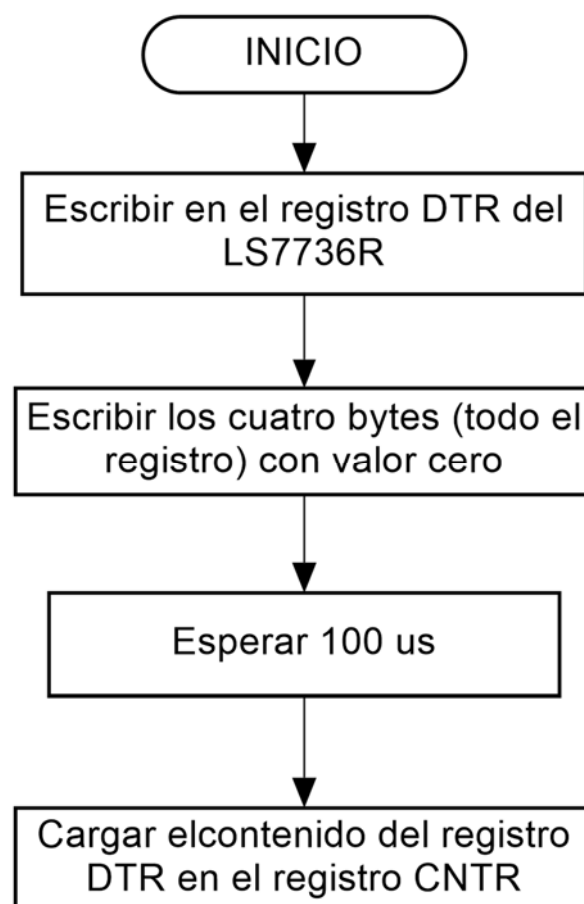 INICIO
Escribir en el registro DTR del
LS7736R
Escribir los cuatro bytes (todo el
registro) con valor cero
Esperar 100 us
Cargar elcontenido del registro
DTR en el registro CNTR